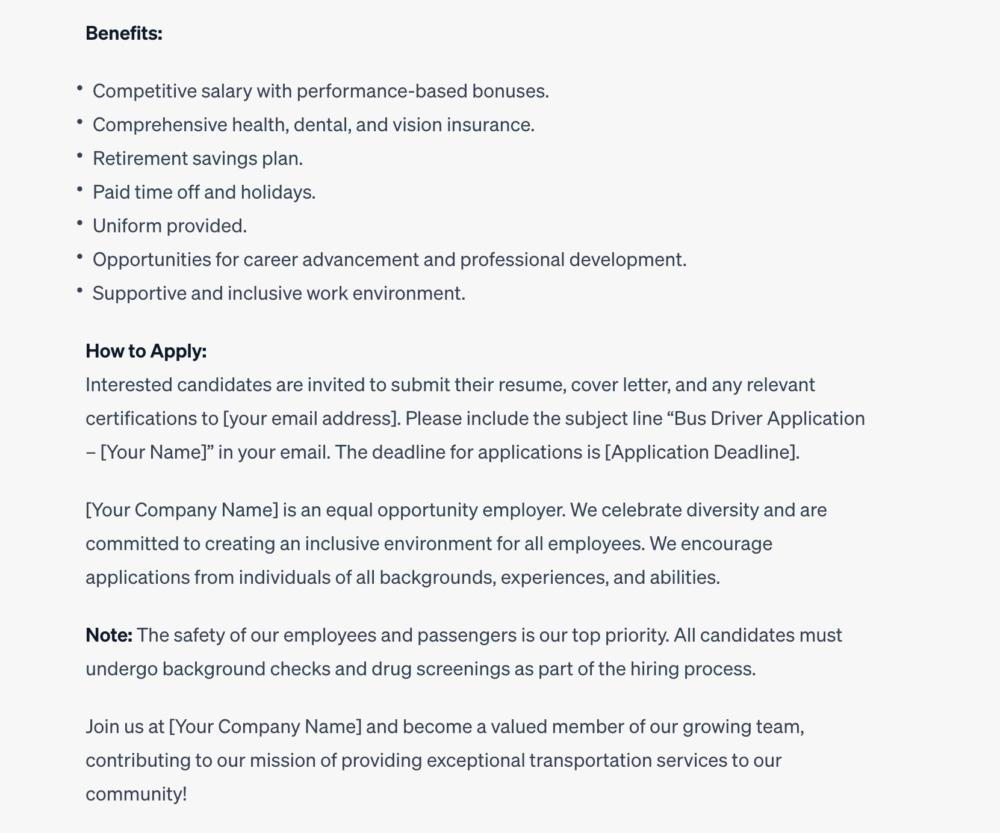 Benefits:
• Competitive salary with performance-based bonuses.
• Comprehensive health, dental, and vision insurance.
• Retirement savings plan.
• Paid time off and holidays.
• Uniform provided.
• Opportunities for career advancement and professional development.
• Supportive and inclusive work environment.
How to Apply:
Interested candidates are invited to submit their resume, cover letter, and any relevant
certifications to [your email address]. Please include the subject line “Bus Driver Application
– [Your Name]” in your email. The deadline for applications is [Application Deadline].
[Your Company Name] is an equal opportunity employer. We celebrate diversity and are
committed to creating an inclusive environment for all employees. We encourage
applications from individuals of all backgrounds, experiences, and abilities.
Note: The safety of our employees and passengers is our top priority. All candidates must
undergo background checks and drug screenings as part of the hiring process.
Join us at [Your Company Name] and become a valued member of our growing team,
contributing to our mission of providing exceptional transportation services to our
community!